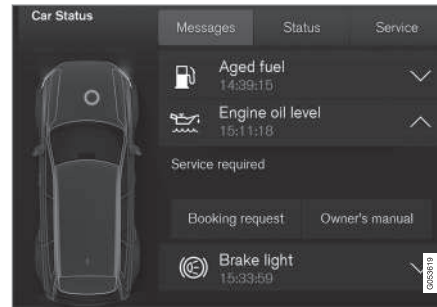 Car Status
Messages Status Service
Aged fuel
14:39:15
Engine oil level
15:11:18
Service required
Booking request Owner's manual
Brake light
15:33:59
G053619